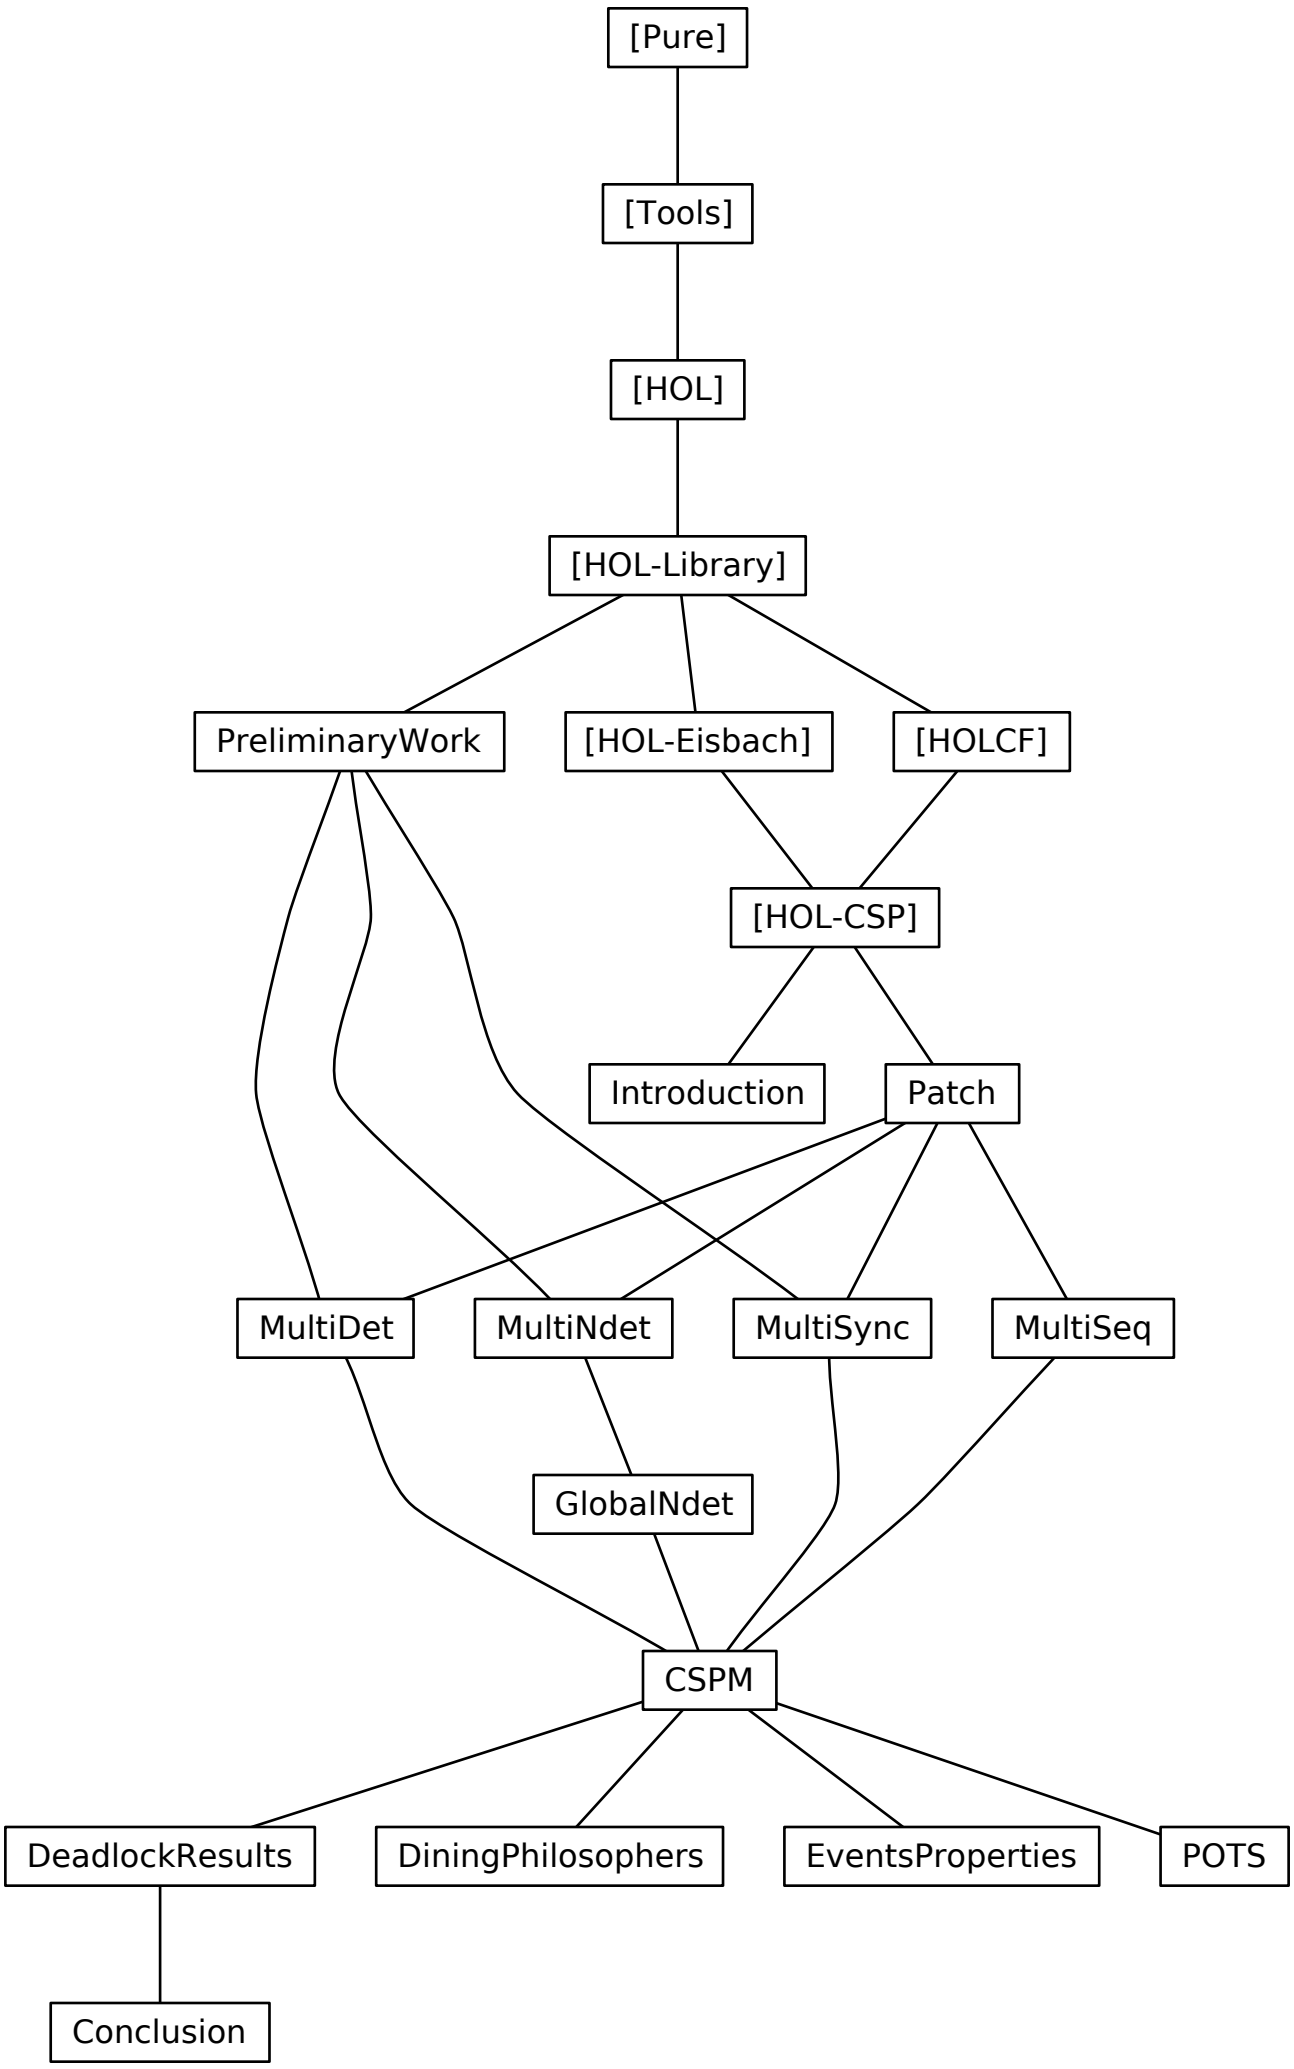 [Pure]
[Tools]
[HOL]
[HOL-Library]
PreliminaryWork
[HOL-Eisbach]
[HOLCF]
[HOL-CSP]
Introduction
Patch
MultiDet
MultiNdet
MultiSync
MultiSeq
GlobalNdet
CSPM
DeadlockResults
DiningPhilosophers
EventsProperties
POTS
Conclusion